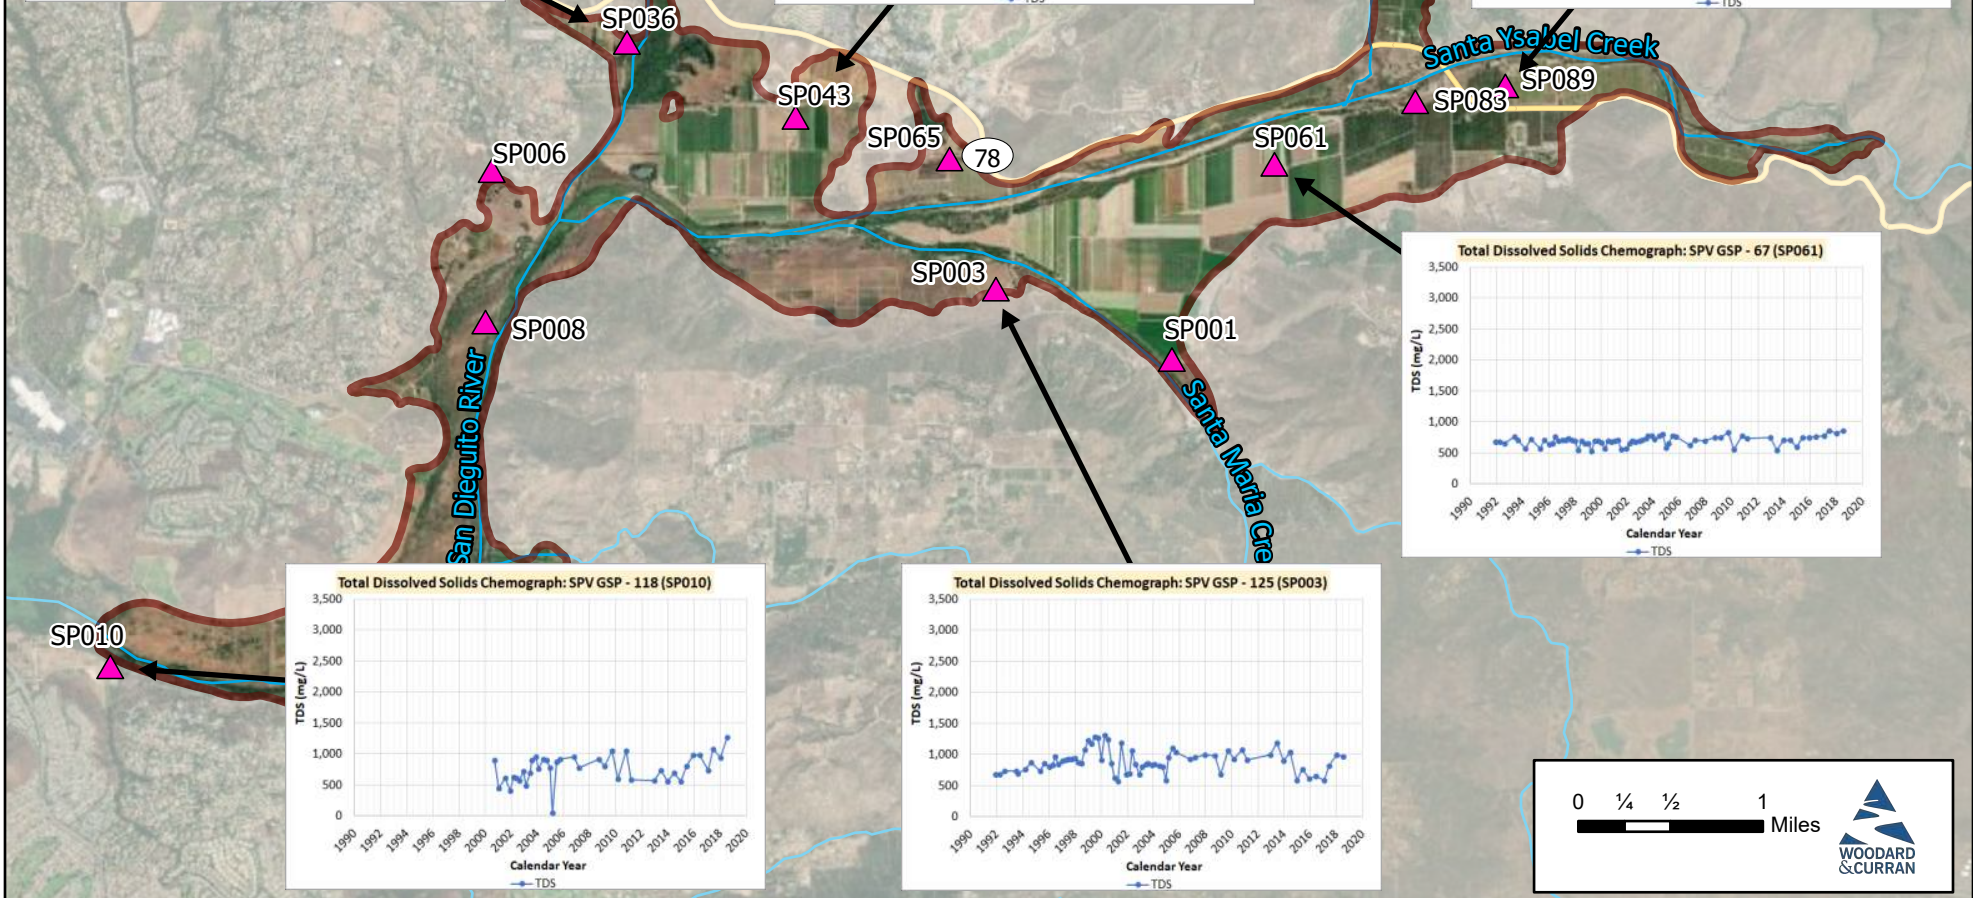 TDS
TDS
SP036
Santa Ysabel Creek
SP089
SP043
SP083
SP065
78
SP061
SP006
SP003
SP008
SP001
San Dieguito River
Santa Maria Cre
SP010
Total Dissolved Solids Chemograph: SPV GSP - 67 (SP061)
TDS (mg/L)
3,500
3,000
2,500
2,000
1,500
1,000
500
0
1990 1992 1994 1996 1998 2000 2002 2004 2006 2008 2010 2012 2014 2016 2018 2020
Calendar Year
TDS
Total Dissolved Solids Chemograph: SPV GSP - 118 (SP010)
TDS (mg/L)
3,500
3,000
2,500
2,000
1,500
1,000
500
0
1990 1992 1994 1996 1998 2000 2002 2004 2006 2008 2010 2012 2014 2016 2018 2020
Calendar Year
TDS
Total Dissolved Solids Chemograph: SPV GSP - 125 (SP003)
TDS (mg/L)
3,500
3,000
2,500
2,000
1,500
1,000
500
0
1990 1992 1994 1996 1998 2000 2002 2004 2006 2008 2010 2012 2014 2016 2018 2020
Calendar Year
TDS
0 ¼ ½ 1
Miles
WOODARD
&CURRAN